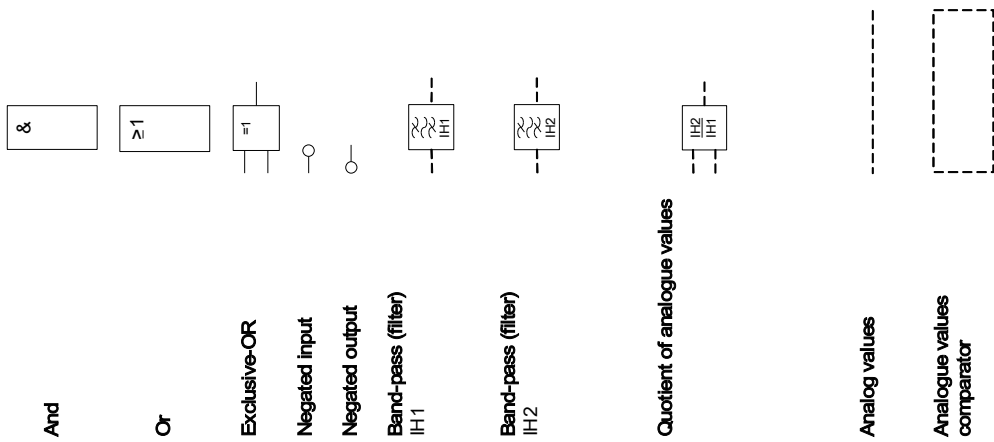 And
&
Or
≥1
Exclusive-OR
=1
Negated input
Negated output
Band-pass (filter)
IH1
IH1
Band-pass (filter)
IH2
IH2
Quotient of analogue values
IH2
IH1
Analog values
Analogue values
comparator